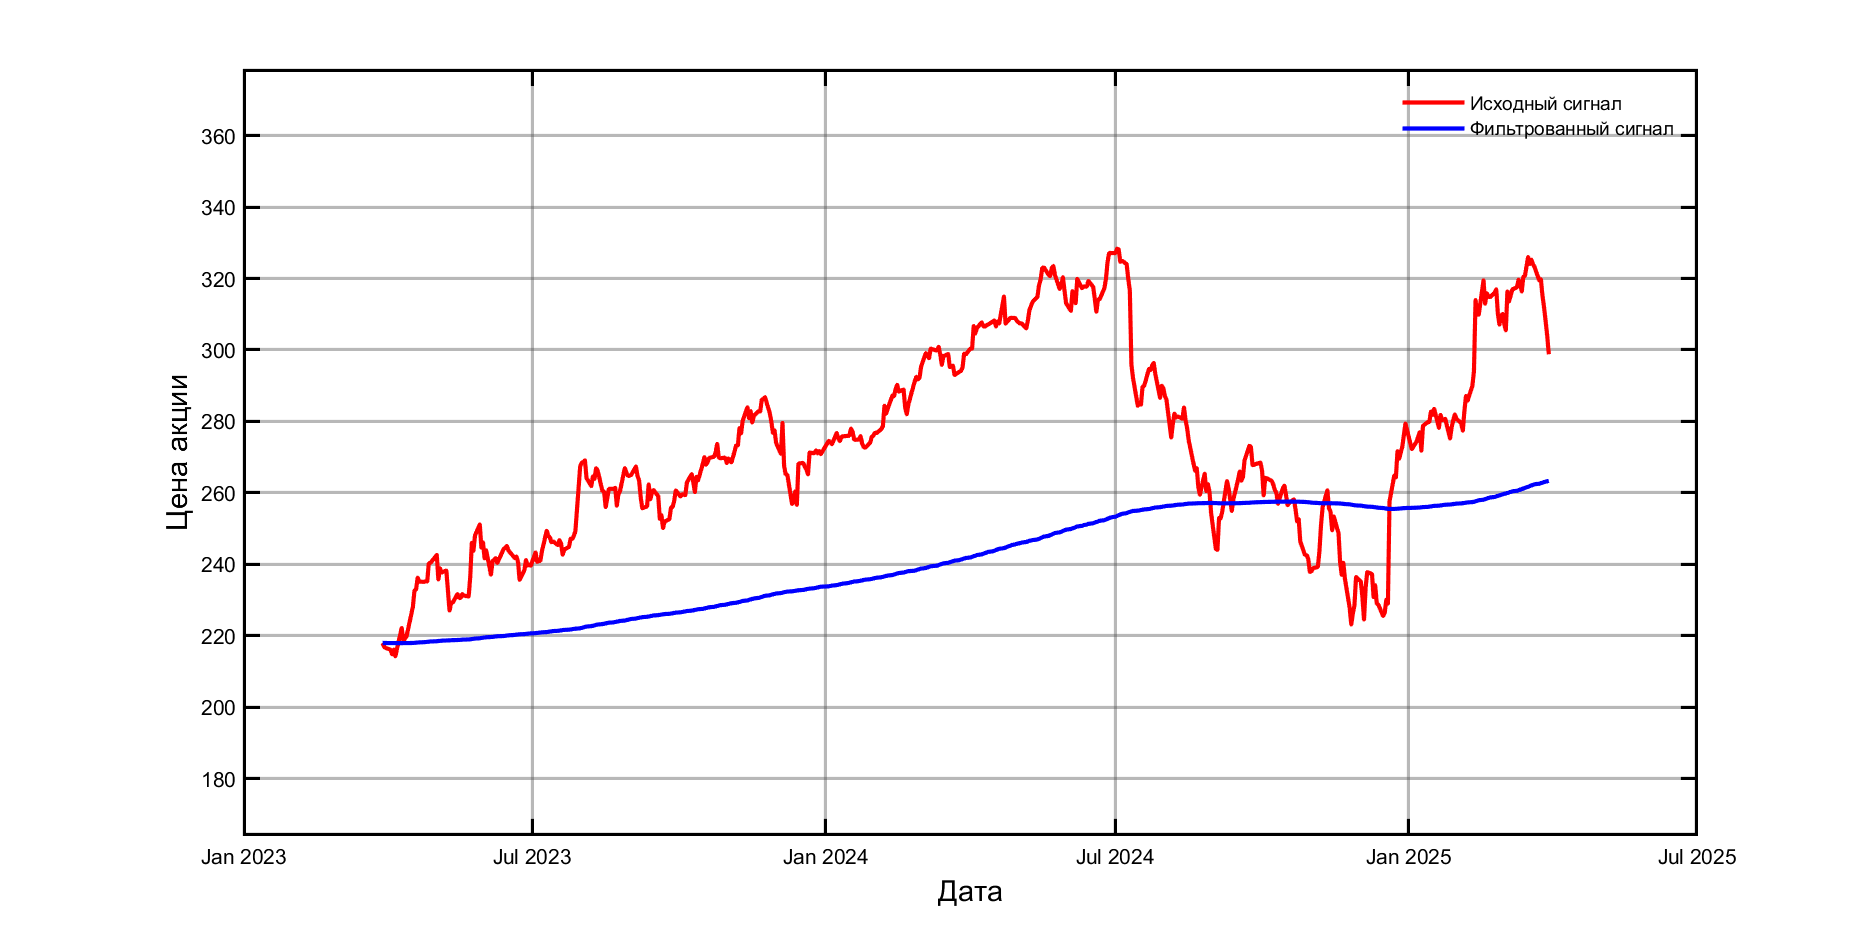 Исходный сигнал
Фильтрованный сигнал
360
340
320
300
280
260
240
220
200
180
Цена акции
Jan 2023
Jul 2023
Jan 2024
Jul 2024
Jan 2025
Jul 2025
Дата